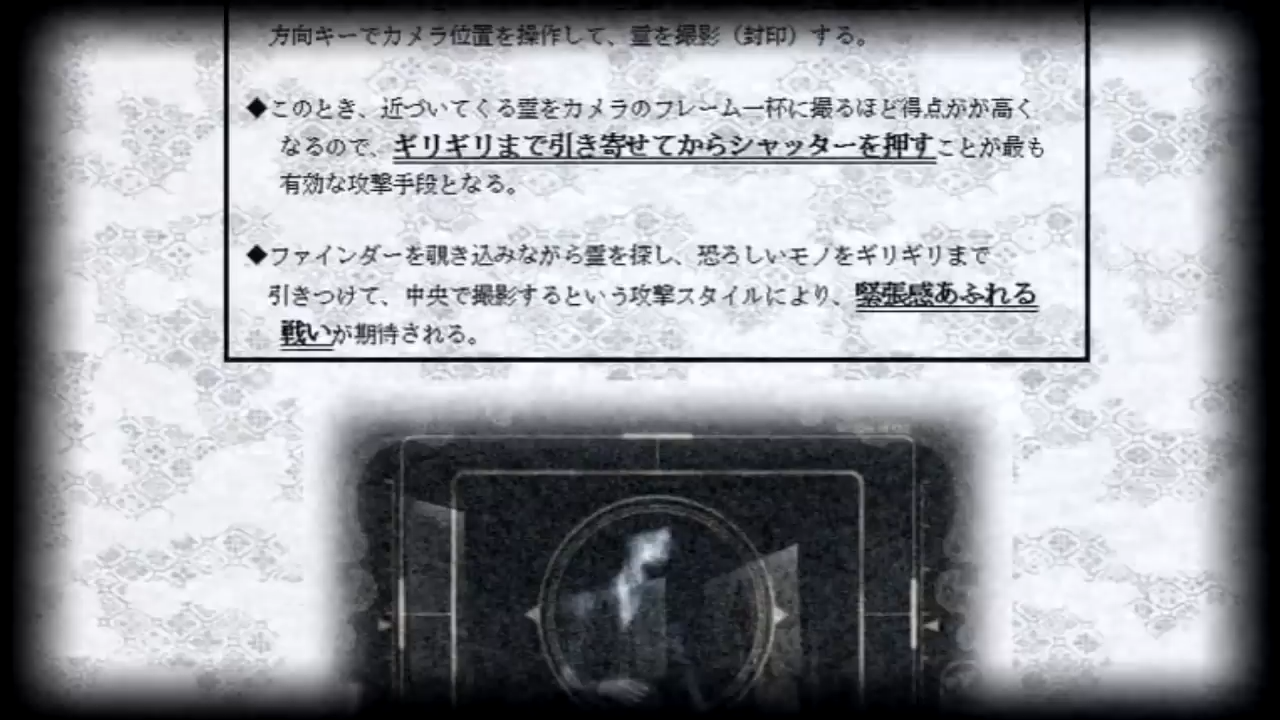 方向キーでカメラ位置を操作して、霊を撮影（封印）する。
◆このとき、近づいてくる霊をカメラのフレーム一杯に撮るほど得点がが高く
なるので、ギリギリまで引き寄せてからシャッターを押すことが最も
有効な攻撃手段となる。
◆ファインダーを覗き込みながら霊を探し、恐ろしいモノをギリギリまで
引きつけて、中央で撮影するという攻撃スタイルにより、緊張感あふれる
戦いが期待される。